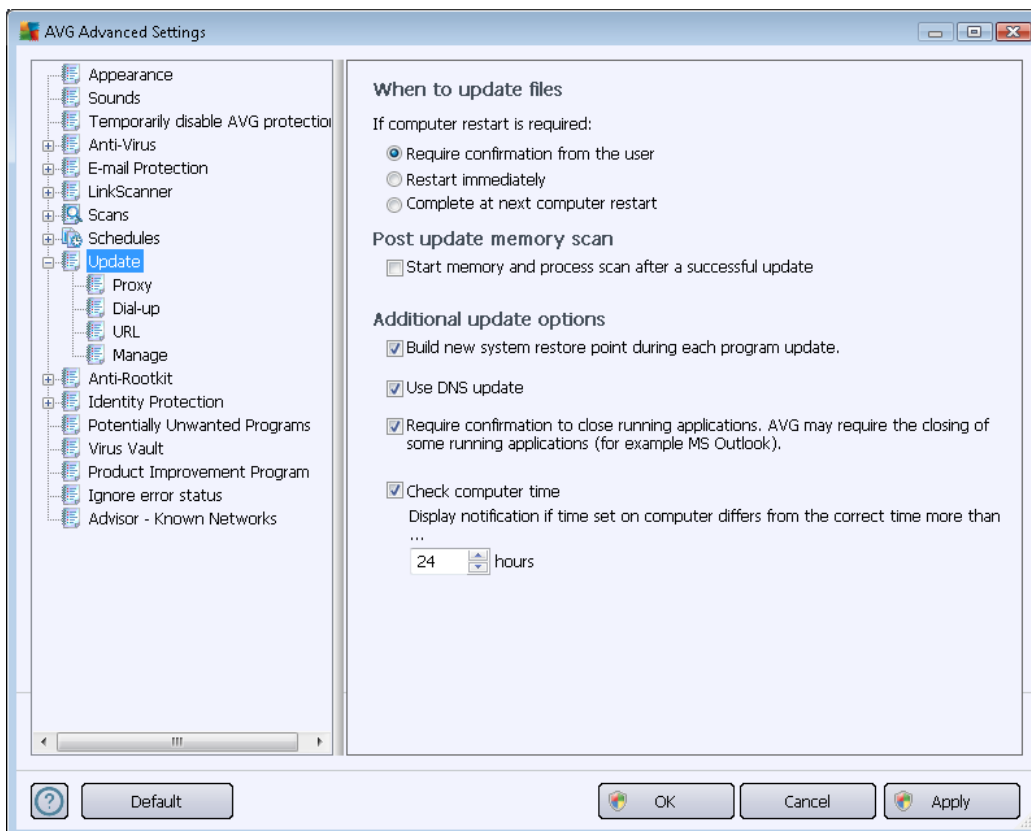 AVG Advanced Settings
Appearance
Sounds
Temporarily disable AVG protectio
Anti-Virus
E-mail Protection
LinkScanner
Scans
Schedules
Update
Proxy
Dial-up
URL
Manage
Anti-Rootkit
Identity Protection
Potentially Unwanted Programs
Virus Vault
Product Improvement Program
Ignore error status
Advisor - Known Networks
When to update files
If computer restart is required:
Require confirmation from the user
Restart immediately
Complete at next computer restart
Post update memory scan
Start memory and process scan after a successful update
Additional update options
Build new system restore point during each program update.
Use DNS update
Require confirmation to close running applications. AVG may require the closing of
some running applications (for example MS Outlook).
Check computer time
Display notification if time set on computer differs from the correct time more than
...
24 hours
? Default OK Cancel Apply